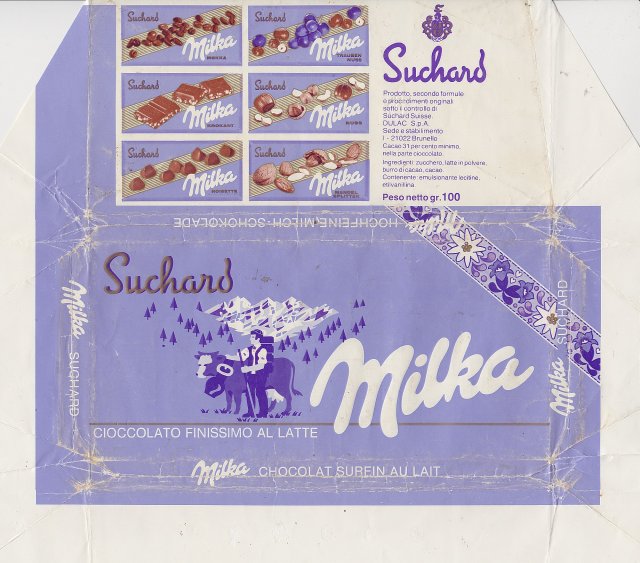 Suchard
Milka
MOKKA
Suchard
Milka
TRAUBEN
NUSS
Suchard
Milka
KROKANT
Suchard
Milka
NUSS
Suchard
Milka
NOISETTE
Suchard
Milka
MANDEL
SPLITTER
Suchard
Prodotto, secondo formule
e procedimenti originali
sotto il controllo di
Suchard Suisse.
DULAC S.p.A.
Sede e stabilimento
I - 21022 Brunello
Cacao 31 per cento minimo,
nella parte cioccolato.
Ingredienti: zucchero, latte in polvere,
burro di cacao, cacao.
Contenente: emulsionante lecitine,
etilvanillina
Peso netto gr. 100
Milka HOCHFEINE MILCH-SCHOKOLADE
Suchard
Milka
CIOCCOLATO FINISSIMO AL LATTE
Milka SUCHARD
Milka SUCHARD
Milka CHOCOLAT SURFIN AU LAIT